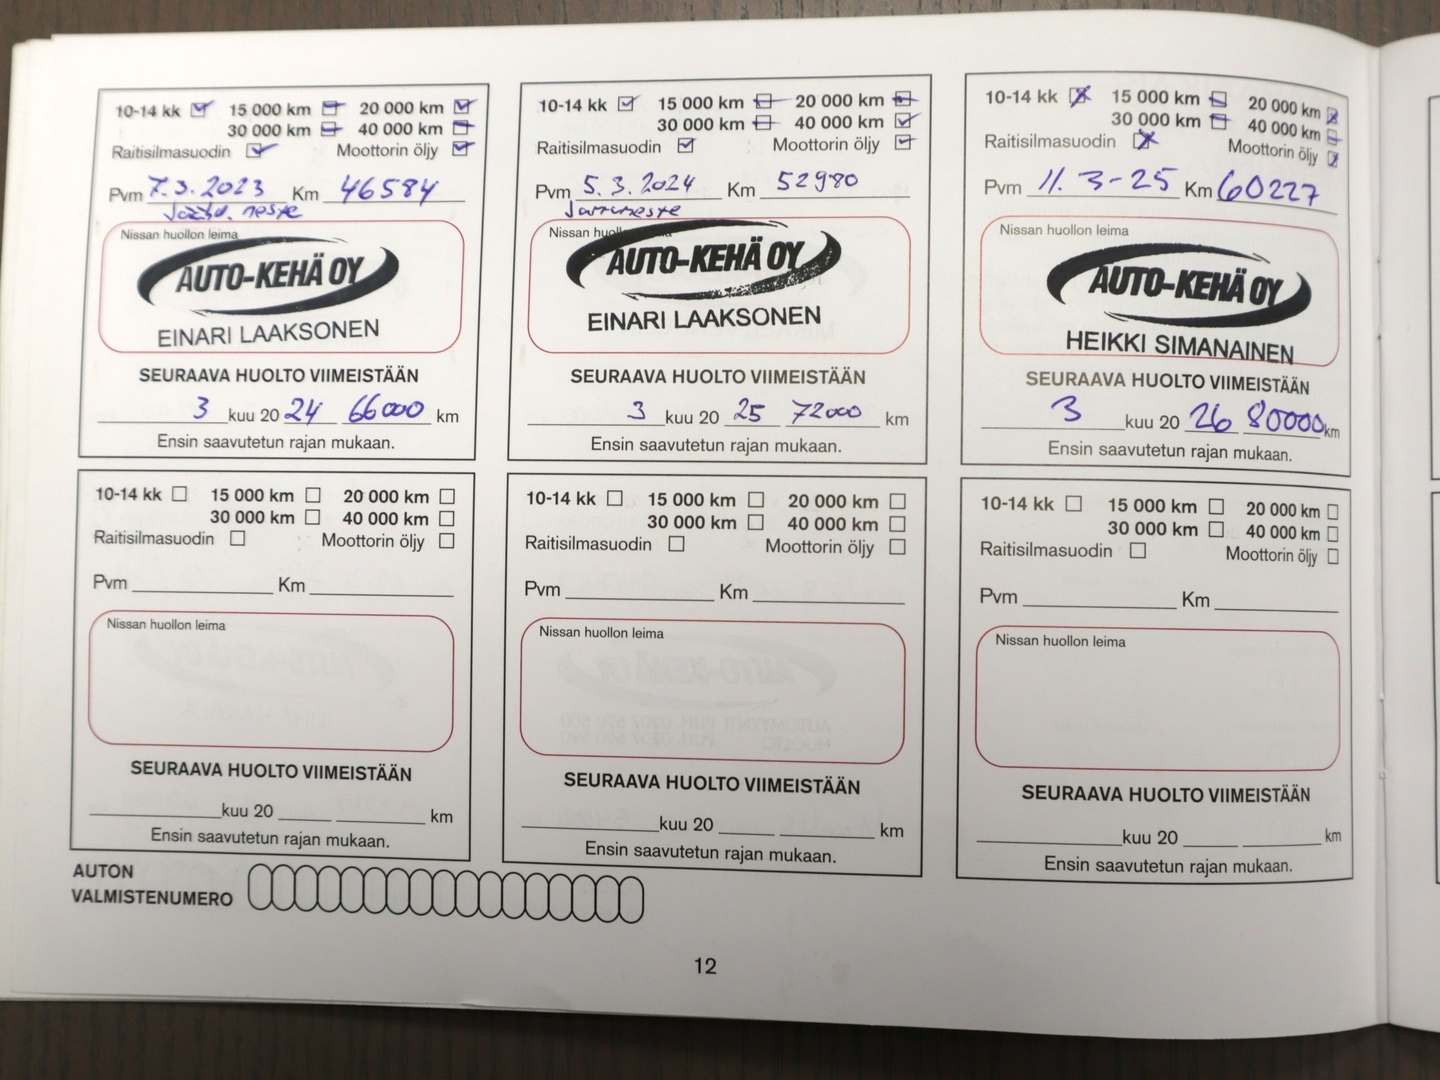 10-14 kk 15 000 km 20 000 km
30 000 km 40 000 km
Raitisilmasuodin Moottorin öljy
Pvm 7.3.2023 Km 46584
neste
Nissan huollon leima
AUTO-KEHÄ OY
EINARI LAAKSONEN
SEURAAVA HUOLTO VIIMEISTÄÄN
3 kuu 20 24 66000 km
Ensin saavutetun rajan mukaan.
10-14 kk 15 000 km 20 000 km
30 000 km 40 000 km
Raitisilmasuodin Moottorin öljy
Pvm 5.3.2024 Km 52980
Jarruneste
Nissan huollon leima
AUTO-KEHÄ OY
EINARI LAAKSONEN
SEURAAVA HUOLTO VIIMEISTÄÄN
3 kuu 20 25 72000 km
Ensin saavutetun rajan mukaan.
10-14 kk 15 000 km 20 000 km
30 000 km 40 000 km
Raitisilmasuodin Moottorin öljy
Pvm 11.3-25 Km 60227
Nissan huollon leima
AUTO-KEHÄ OY
HEIKKI SIMANAINEN
SEURAAVA HUOLTO VIIMEISTÄÄN
3 kuu 20 26 80000 km
Ensin saavutetun rajan mukaan.
10-14 kk 15 000 km 20 000 km
30 000 km 40 000 km
Raitisilmasuodin Moottorin öljy
Pvm Km
Nissan huollon leima
SEURAAVA HUOLTO VIIMEISTÄÄN
kuu 20 km
Ensin saavutetun rajan mukaan.
10-14 kk 15 000 km 20 000 km
30 000 km 40 000 km
Raitisilmasuodin Moottorin öljy
Pvm Km
Nissan huollon leima
SEURAAVA HUOLTO VIIMEISTÄÄN
kuu 20 km
Ensin saavutetun rajan mukaan.
10-14 kk 15 000 km 20 000 km
30 000 km 40 000 km
Raitisilmasuodin Moottorin öljy
Pvm Km
Nissan huollon leima
SEURAAVA HUOLTO VIIMEISTÄÄN
kuu 20 km
Ensin saavutetun rajan mukaan.
AUTON
VALMISTENUMERO
12